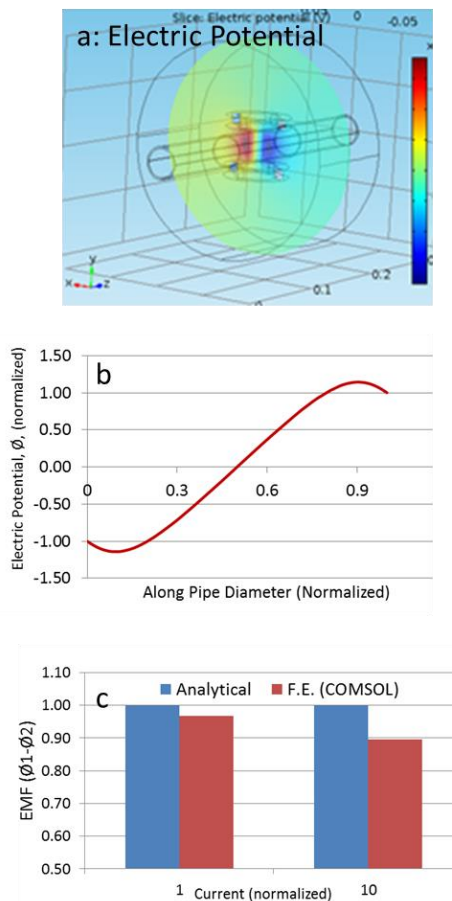 Slice: Electric potential (V)
-0.05
a: Electric Potential
x
y
x z
0.2
0.1
0
b
Electric Potential, Ø, (normalized)
1.50
1.00
0.50
0.00
-0.50
-1.00
-1.50
0 0.3 0.6 0.9
Along Pipe Diameter (Normalized)
c
Analytical F.E. (COMSOL)
EMF (Ø1-Ø2)
1.10
1.00
0.90
0.80
0.70
0.60
0.50
1 10
Current (normalized)